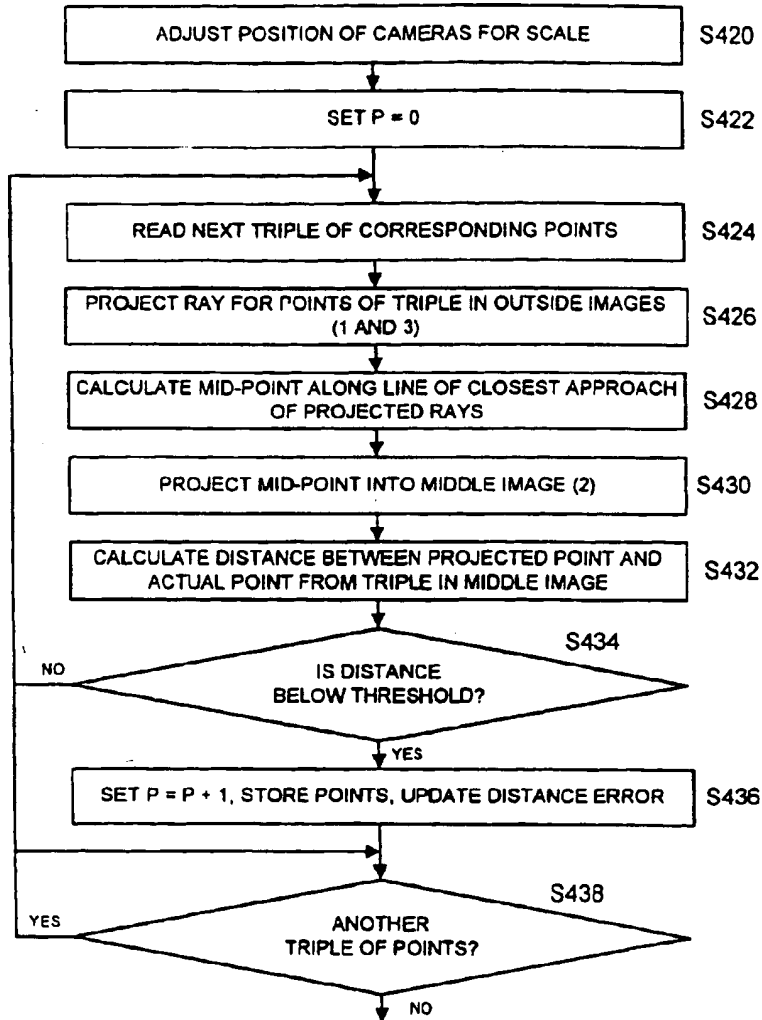 ADJUST POSITION OF CAMERAS FOR SCALE
S420
SET P = 0
S422
READ NEXT TRIPLE OF CORRESPONDING POINTS
S424
PROJECT RAY FOR POINTS OF TRIPLE IN OUTSIDE IMAGES
(1 AND 3)
S426
CALCULATE MID-POINT ALONG LINE OF CLOSEST APPROACH
OF PROJECTED RAYS
S428
PROJECT MID-POINT INTO MIDDLE IMAGE (2)
S430
CALCULATE DISTANCE BETWEEN PROJECTED POINT AND
ACTUAL POINT FROM TRIPLE IN MIDDLE IMAGE
S432
S434
NO
IS DISTANCE
BELOW THRESHOLD?
YES
SET P = P + 1, STORE POINTS, UPDATE DISTANCE ERROR
S436
S438
YES
ANOTHER
TRIPLE OF POINTS?
NO